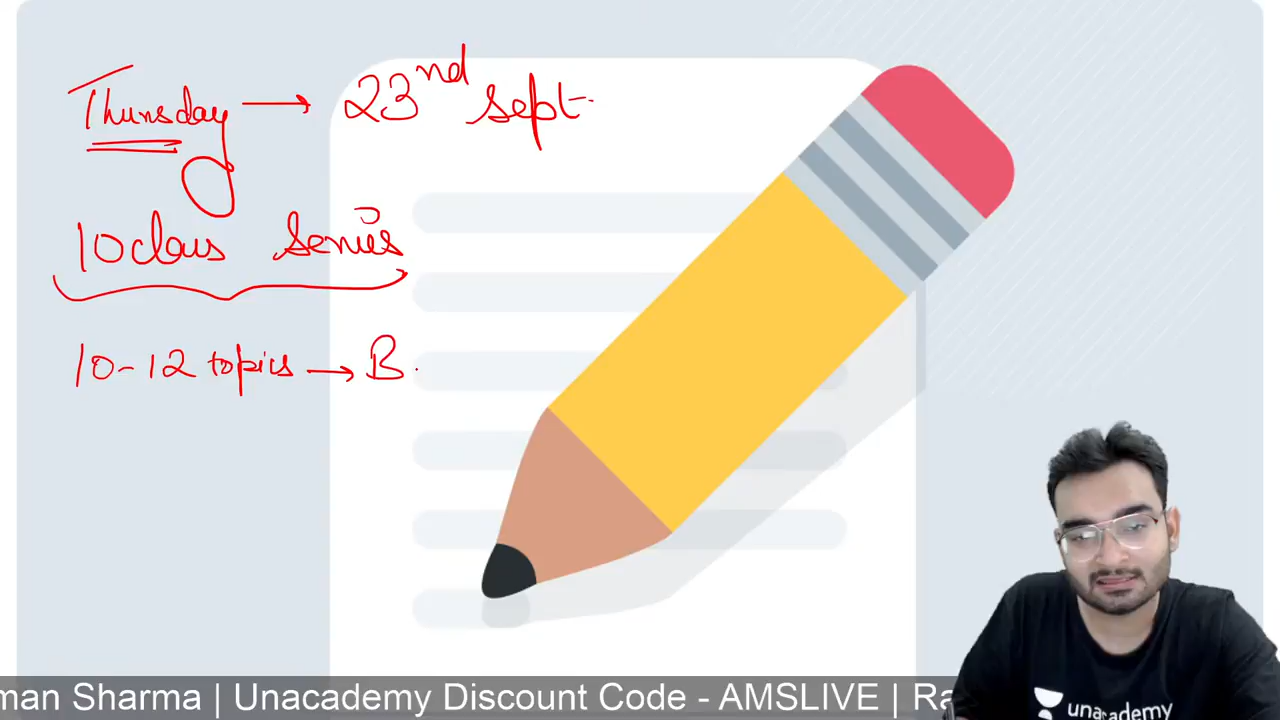 Thursday → 23nd sept.
10 class series
10-12 topics → B.
man Sharma | Unacademy Discount Code - AMSLIVE | Ra
unacademy